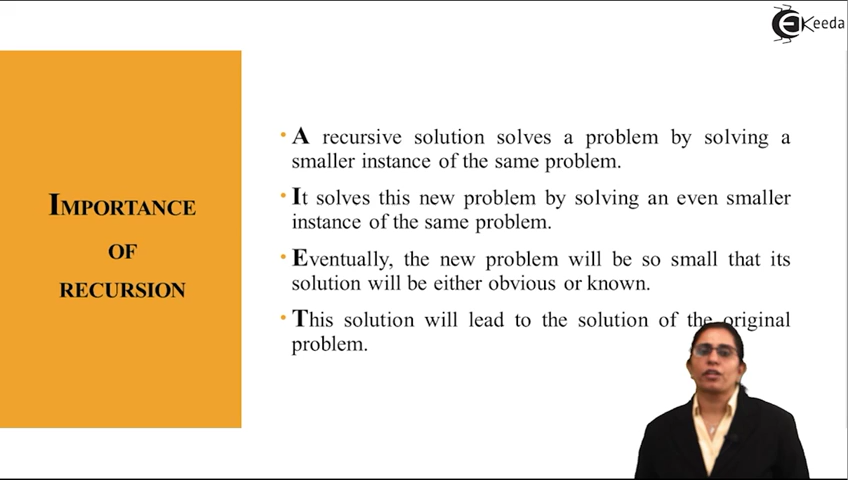 Keeda
A recursive solution solves a problem by solving a
smaller instance of the same problem.
It solves this new problem by solving an even smaller
instance of the same problem.
IMPORTANCE
OF
RECURSION
Eventually, the new problem will be so small that its
solution will be either obvious or known.
This solution will lead to the solution of the original
problem.